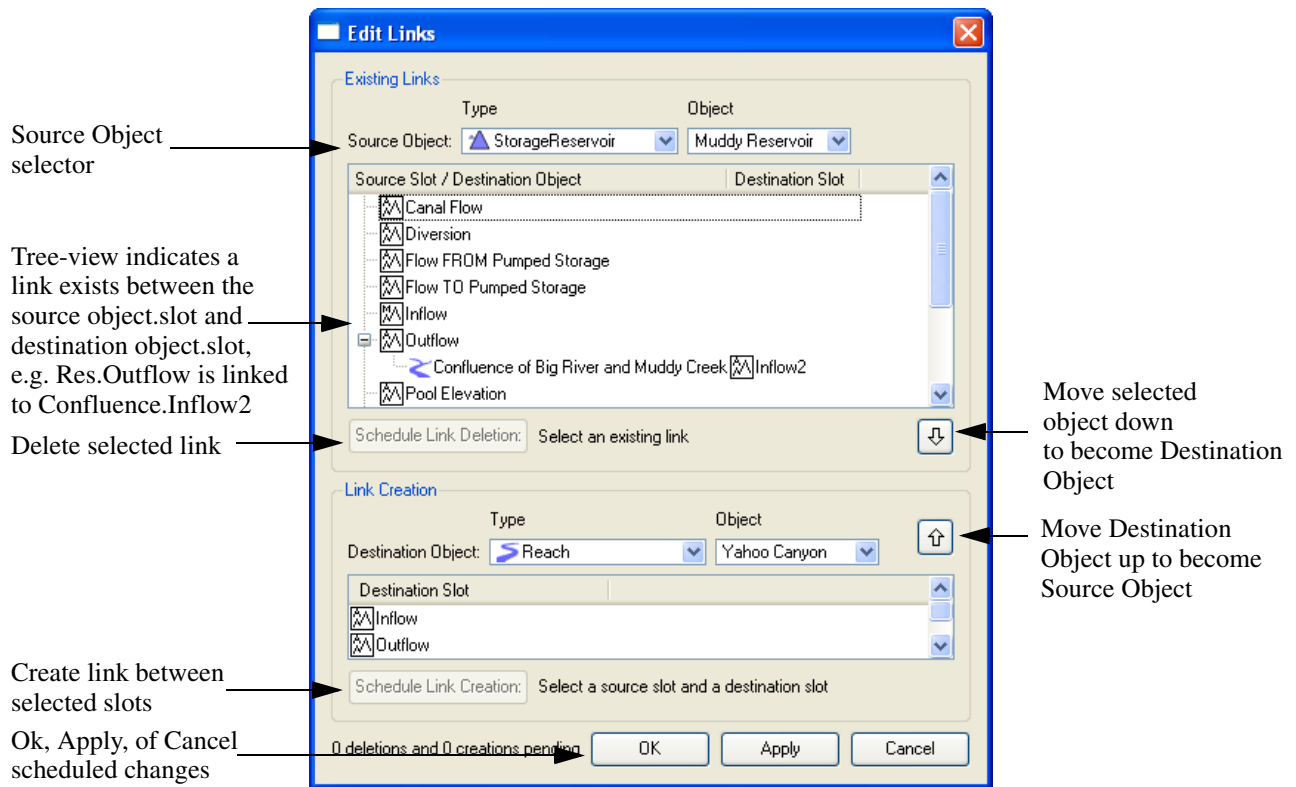 Edit Links
Existing Links
Type Object
Source Object: StorageReservoir Muddy Reservoir
Source Slot / Destination Object Destination Slot
Canal Flow
Diversion
Flow FROM Pumped Storage
Flow TO Pumped Storage
Inflow
Outflow
Confluence of Big River and Muddy Creek Inflow2
Pool Elevation
Schedule Link Deletion: Select an existing link
Link Creation
Type Object
Destination Object: Reach Yahoo Canyon
Destination Slot
Inflow
Outflow
Schedule Link Creation: Select a source slot and a destination slot
0 deletions and 0 creations pending OK Apply Cancel
Source Object
selector
Tree-view indicates a
link exists between the
source object.slot and
destination object.slot,
e.g. Res.Outflow is linked
to Confluence.Inflow2
Delete selected link
Create link between
selected slots
Ok, Apply, of Cancel
scheduled changes
Move selected
object down
to become Destination
Object
Move Destination
Object up to become
Source Object